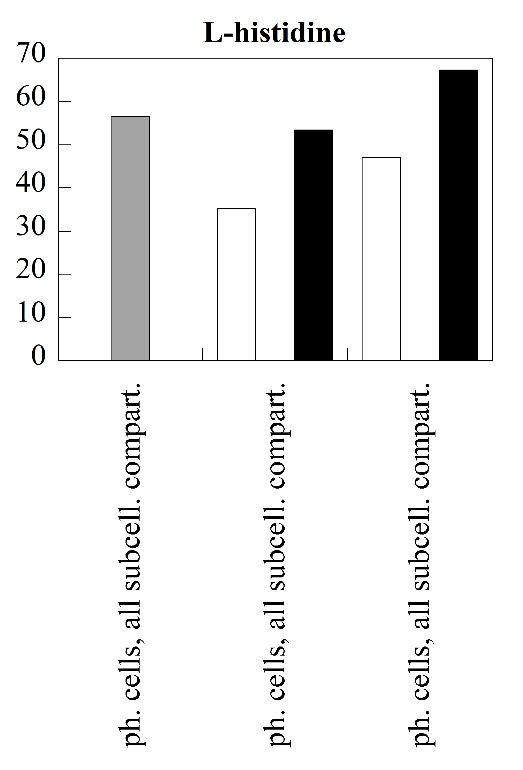 L-histidine
70
60
50
40
30
20
10
0
ph. cells, all subcell. compart.
ph. cells, all subcell. compart.
ph. cells, all subcell. compart.